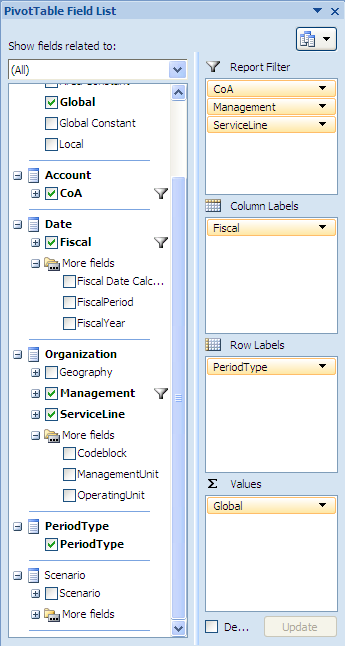 PivotTable Field List
Show fields related to:
(All)
Global
Global Constant
Local
Account
CoA
Date
Fiscal
More fields
Fiscal Date Calc...
FiscalPeriod
FiscalYear
Organization
Geography
Management
ServiceLine
More fields
Codeblock
ManagementUnit
OperatingUnit
PeriodType
PeriodType
Scenario
Scenario
More fields
Report Filter
CoA
Management
ServiceLine
Column Labels
Fiscal
Row Labels
PeriodType
Σ Values
Global
De...
Update